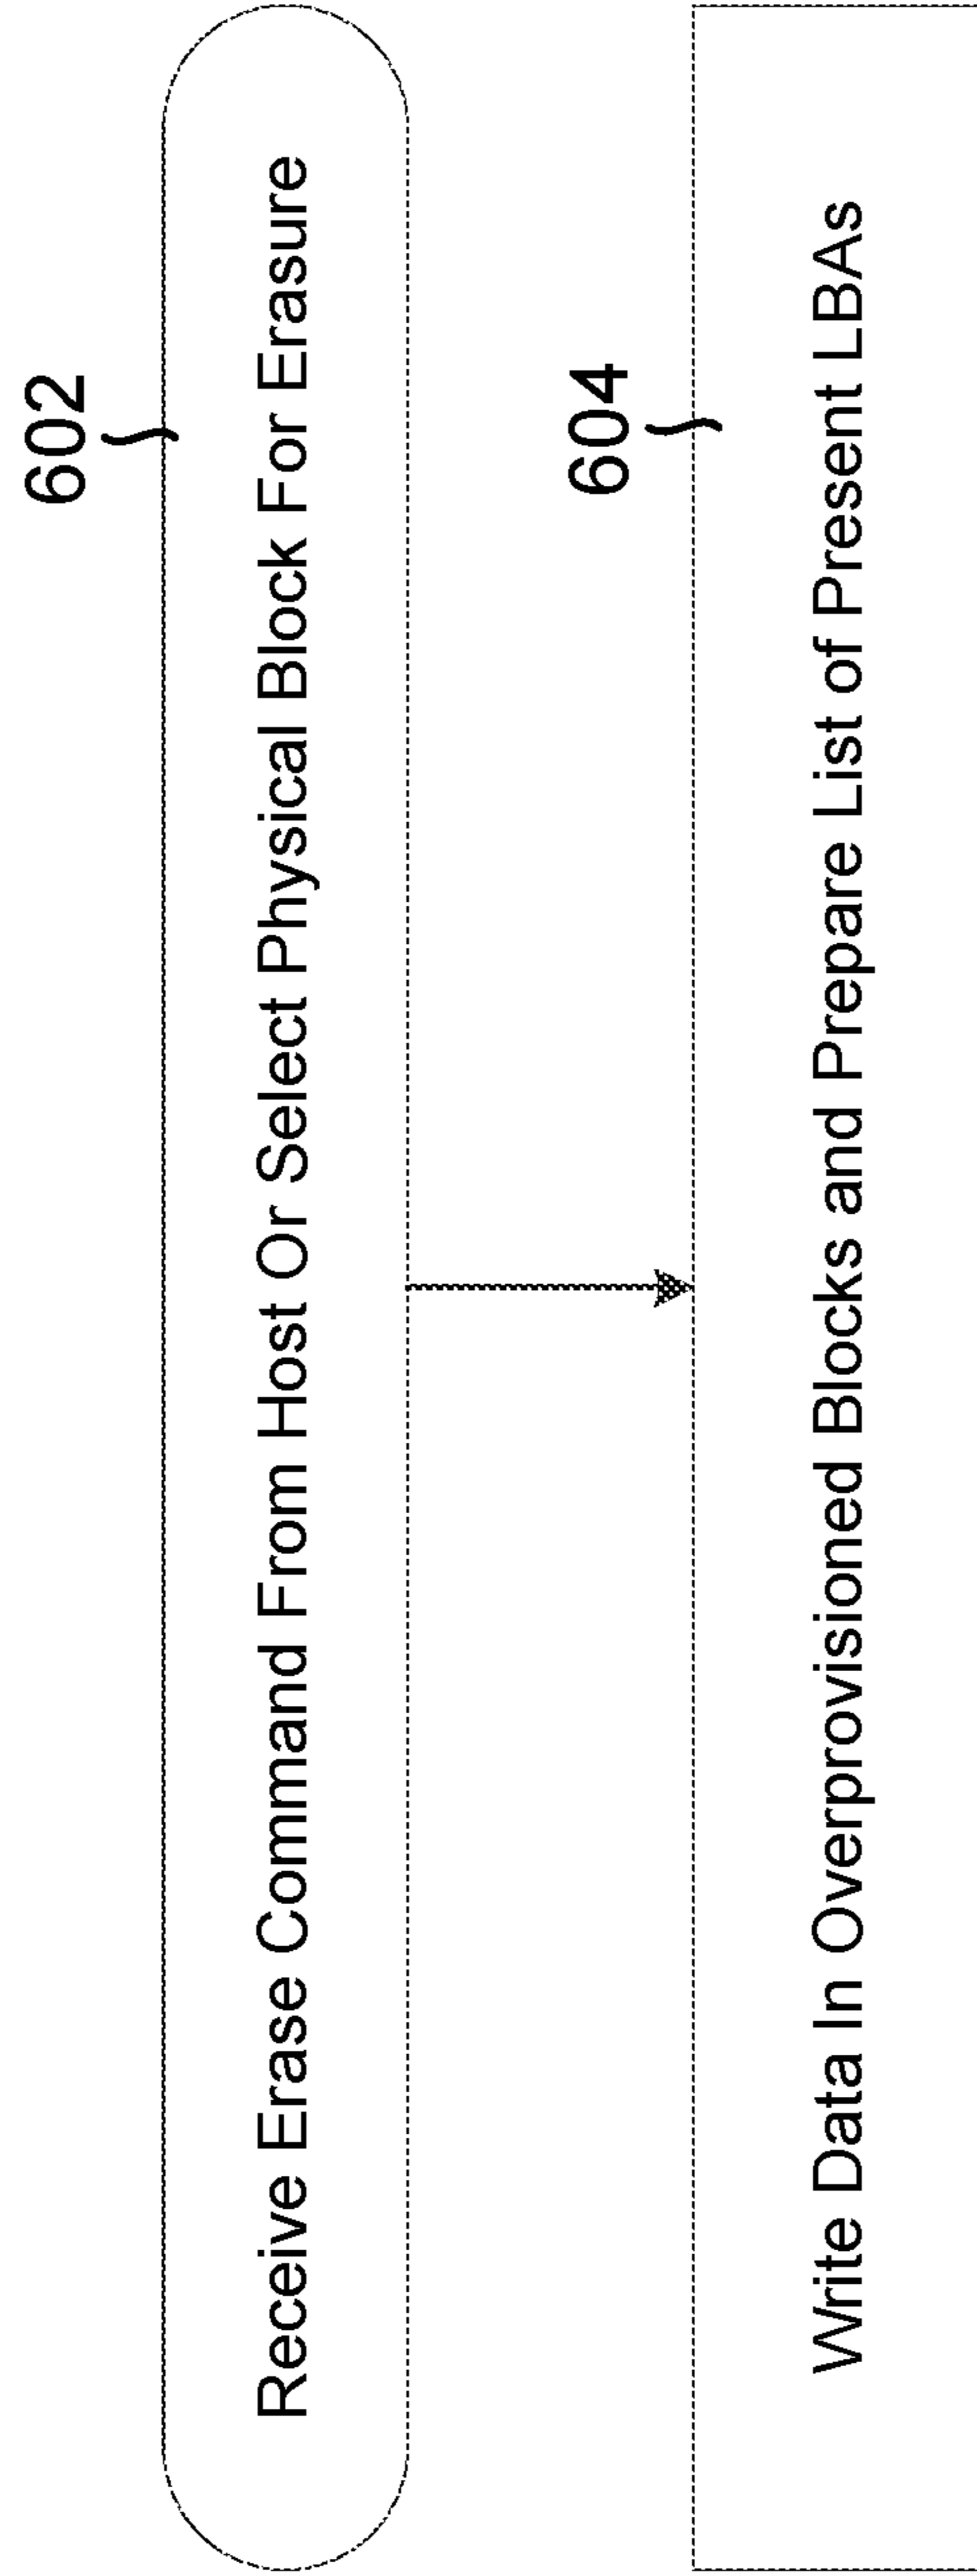 602
Receive Erase Command From Host Or Select Physical Block For Erasure
604
Write Data In Overprovisioned Blocks and Prepare List of Present LBAs